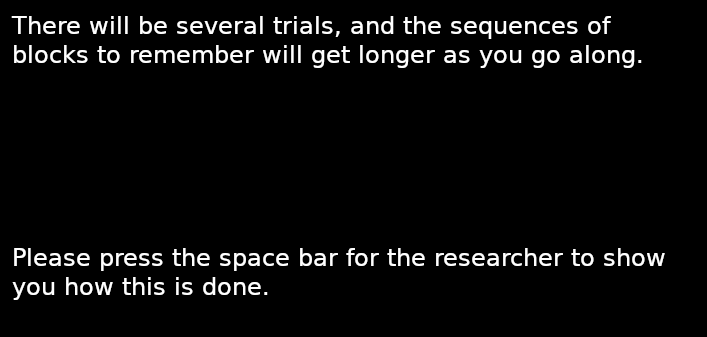 There will be several trials, and the sequences of
blocks to remember will get longer as you go along.
Please press the space bar for the researcher to show
you how this is done.